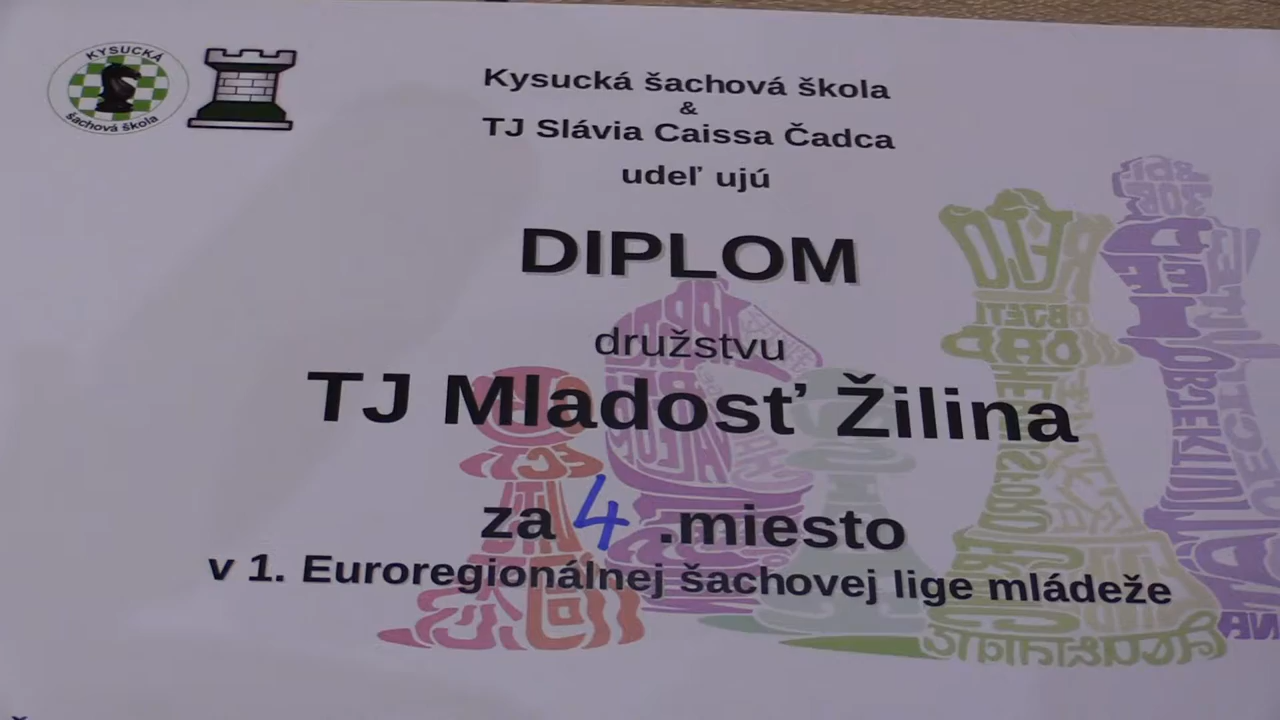 KYSUCKÁ
šachová škola
Kysucká šachová škola
&
TJ Slávia Caissa Čadca
udeľ ujú
DIPLOM
družstvu
TJ Mladosť Žilina
za 4 .miesto
v 1. Euroregionálnej šachovej lige mládeže